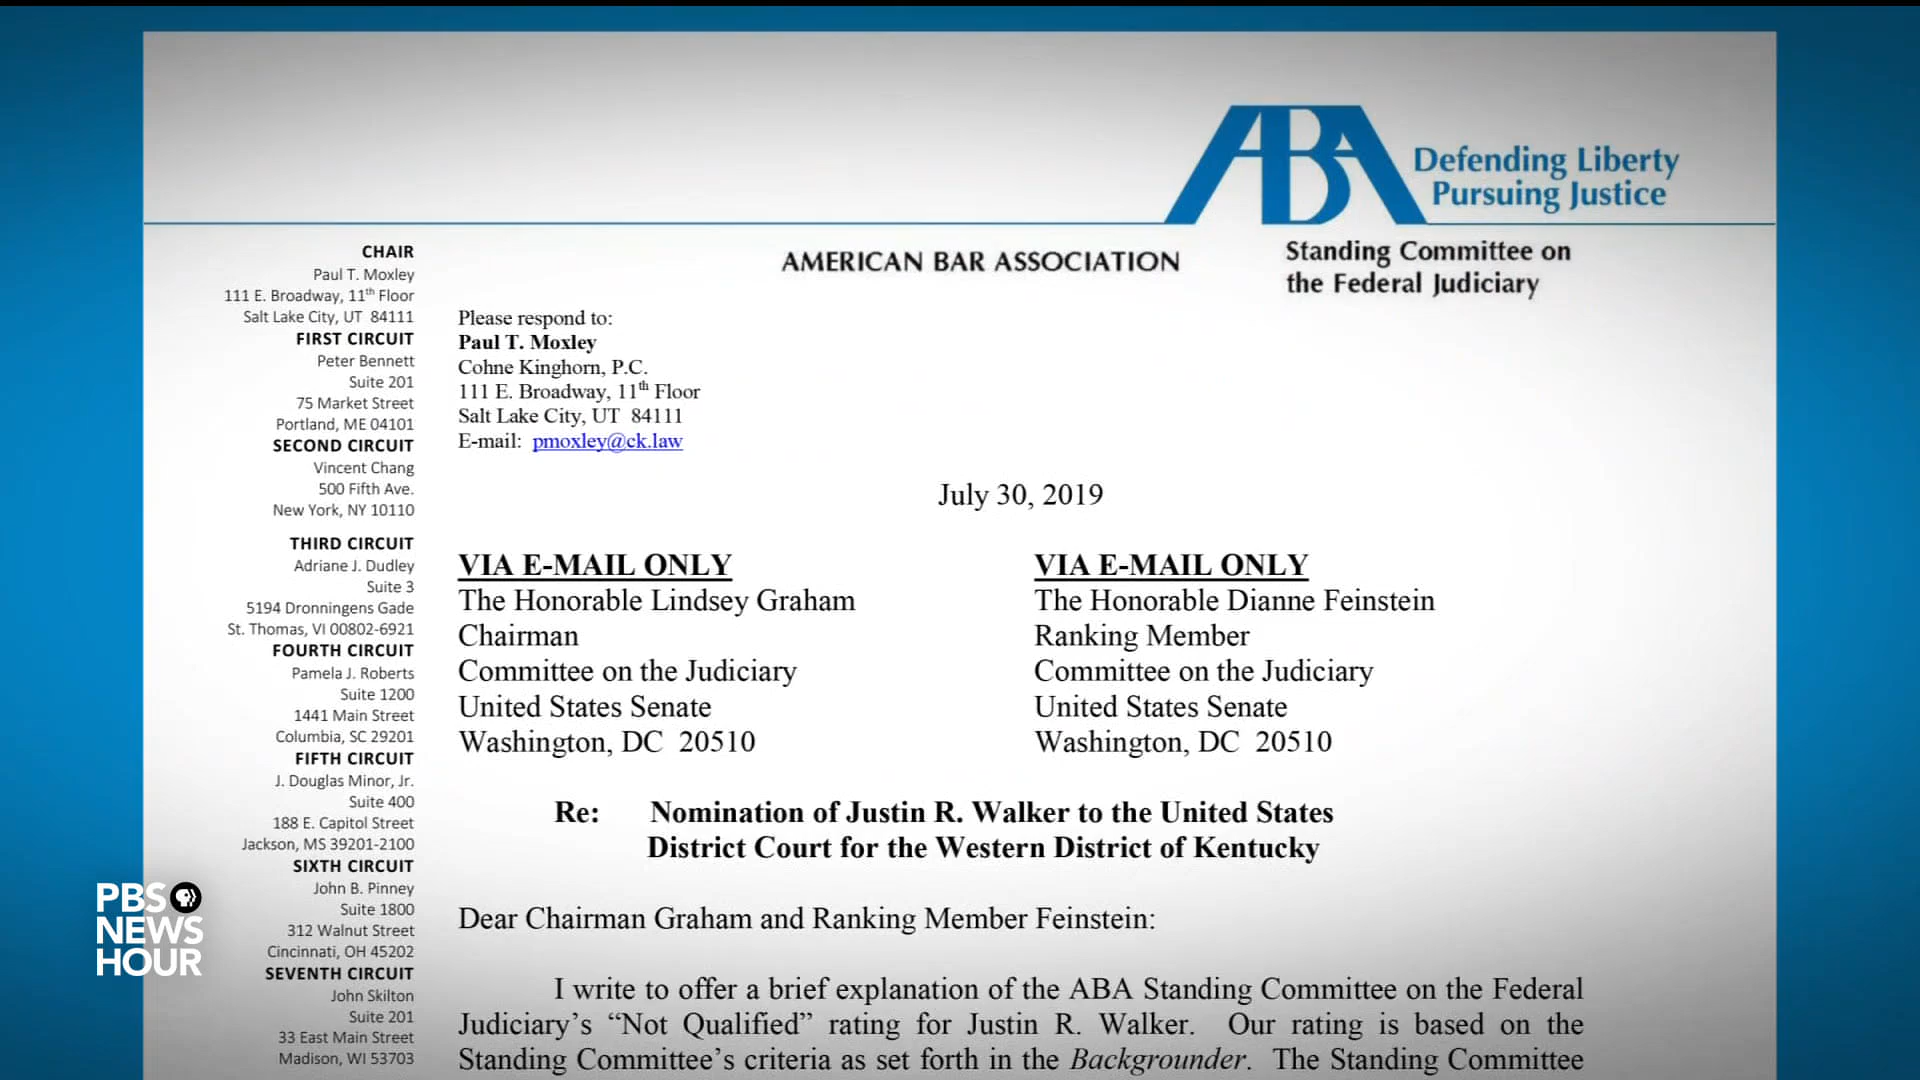 ABA
Defending Liberty
Pursuing Justice
AMERICAN BAR ASSOCIATION
Standing Committee on
the Federal Judiciary
CHAIR
Paul T. Moxley
111 E. Broadway, 11th Floor
Salt Lake City, UT 84111
FIRST CIRCUIT
Peter Bennett
Suite 201
75 Market Street
Portland, ME 04101
SECOND CIRCUIT
Vincent Chang
500 Fifth Ave.
New York, NY 10110
THIRD CIRCUIT
Adriane J. Dudley
Suite 3
5194 Dronningens Gade
St. Thomas, VI 00802-6921
FOURTH CIRCUIT
Pamela J. Roberts
Suite 1200
1441 Main Street
Columbia, SC 29201
FIFTH CIRCUIT
J. Douglas Minor, Jr.
Suite 400
188 E. Capitol Street
Jackson, MS 39201-2100
SIXTH CIRCUIT
John B. Pinney
Suite 1800
312 Walnut Street
Cincinnati, OH 45202
SEVENTH CIRCUIT
John Skilton
Suite 201
33 East Main Street
Madison, WI 53703
Please respond to:
Paul T. Moxley
Cohne Kinghorn, P.C.
111 E. Broadway, 11th Floor
Salt Lake City, UT 84111
E-mail: pmoxley@ck.law
July 30, 2019
VIA E-MAIL ONLY
The Honorable Lindsey Graham
Chairman
Committee on the Judiciary
United States Senate
Washington, DC 20510
VIA E-MAIL ONLY
The Honorable Dianne Feinstein
Ranking Member
Committee on the Judiciary
United States Senate
Washington, DC 20510
Re: Nomination of Justin R. Walker to the United States
District Court for the Western District of Kentucky
Dear Chairman Graham and Ranking Member Feinstein:
I write to offer a brief explanation of the ABA Standing Committee on the Federal
Judiciary’s “Not Qualified” rating for Justin R. Walker. Our rating is based on the
Standing Committee’s criteria as set forth in the Backgrounder. The Standing Committee
PBS
NEWS
HOUR